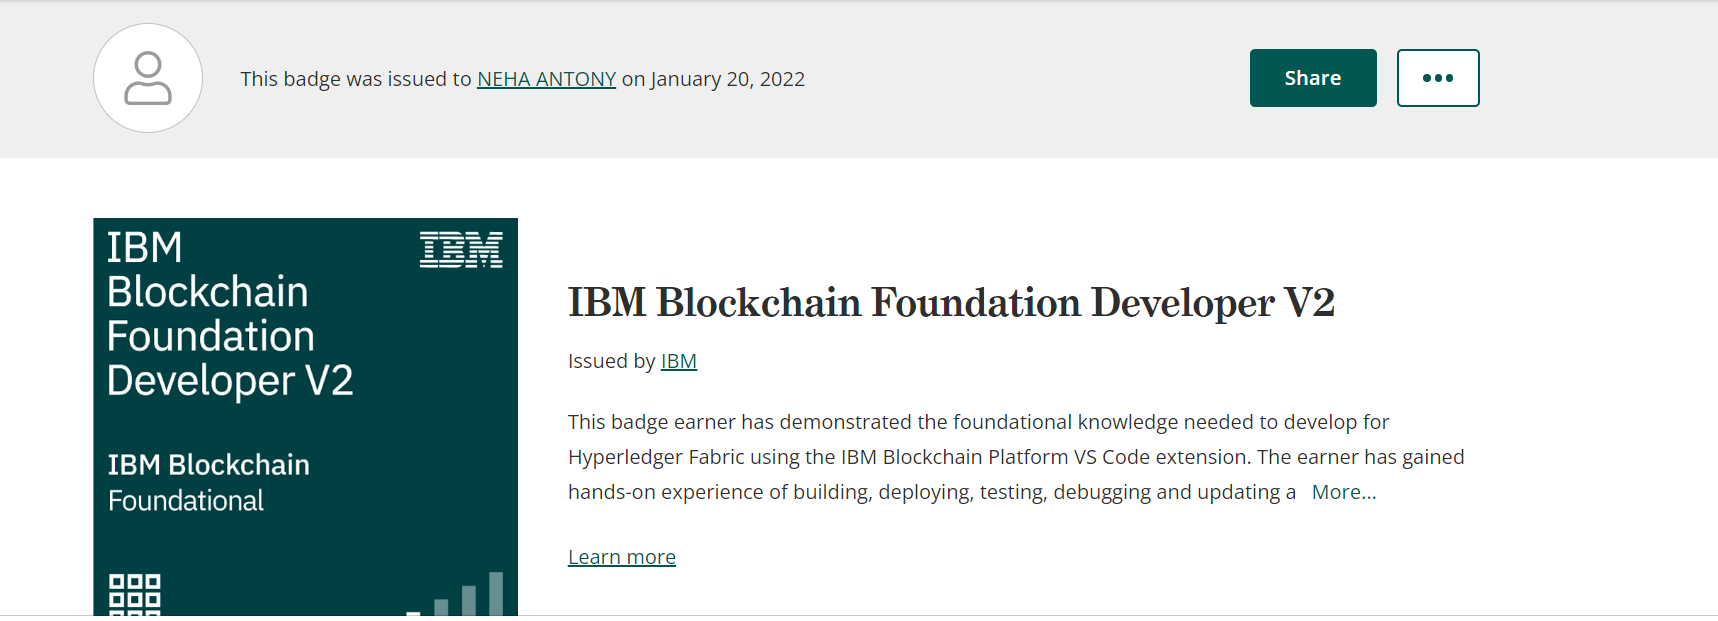 This badge was issued to NEHA ANTONY on January 20, 2022
Share
IBM
Blockchain
Foundation
Developer V2
IBM
IBM Blockchain
Foundational
IBM Blockchain Foundation Developer V2
Issued by IBM
This badge earner has demonstrated the foundational knowledge needed to develop for
Hyperledger Fabric using the IBM Blockchain Platform VS Code extension. The earner has gained
hands-on experience of building, deploying, testing, debugging and updating a More...
Learn more